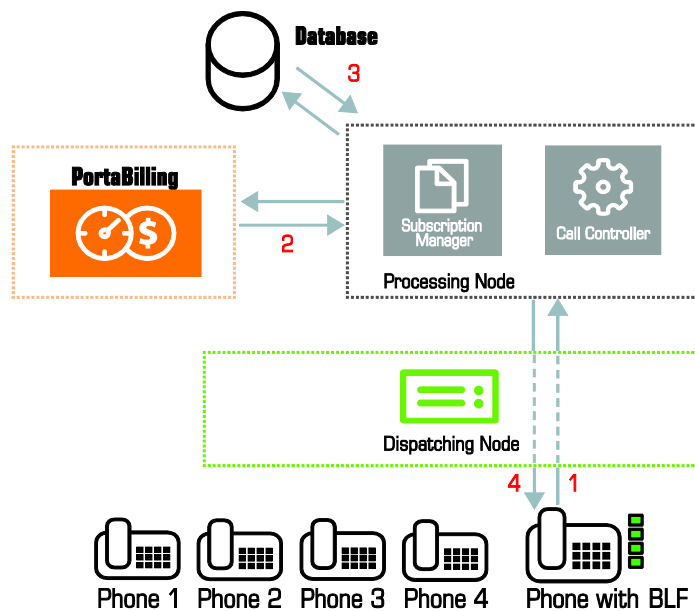 Database
3
PortaBilling
$
2
Subscription
Manager
Call Controller
Processing Node
Dispatching Node
4
1
Phone 1
Phone 2
Phone 3
Phone 4
Phone with BLF